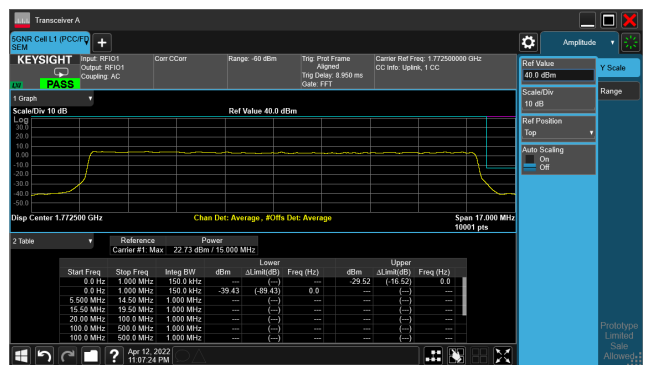 Transceiver A
5GNR Cell L1 (PCC/FD
SEM
+
Amplitude
KEYSIGHT
LV
PASS
Input: RFIO1
Output: RFIO1
Coupling: AC
Corr CCorr
Range: -60 dBm
Trig: Prot Frame
Aligned
Trig Delay: 8.950 ms
Gate: FFT
Carrier Ref Freq: 1.772500000 GHz
CC Info: Uplink, 1 CC
Ref Value
40.0 dBm
Y Scale
Scale/Div
10 dB
Range
Ref Position
Top
Auto Scaling
On
Off
1 Graph
Scale/Div 10 dB
Ref Value 40.0 dBm
Log
30.0
20.0
10.0
0.00
-10.0
-20.0
-30.0
-40.0
-50.0
Disp Center 1.772500 GHz
Chan Det: Average, #Offs Det: Average
Span 17.000 MHz
10001 pts
2 Table
Reference Power
Carrier #1: Max 22.73 dBm / 15.000 MHz
Lower Upper
Start Freq Stop Freq Integ BW dBm ΔLimit(dB) Freq (Hz) dBm ΔLimit(dB) Freq (Hz)
0.0 Hz 1.000 MHz 150.0 kHz --- (---) --- -29.52 (-16.52) 0.0
0.0 Hz 1.000 MHz 150.0 kHz -39.43 (-89.43) 0.0 --- (---) ---
5.500 MHz 14.50 MHz 1.000 MHz --- (---) --- --- (---) ---
15.50 MHz 19.50 MHz 1.000 MHz --- (---) --- --- (---) ---
20.00 MHz 100.0 MHz 1.000 MHz --- (---) --- --- (---) ---
100.0 MHz 500.0 MHz 1.000 MHz --- (---) --- --- (---) ---
100.0 MHz 500.0 MHz 1.000 MHz --- (---) --- --- (---) ---
?
Apr 12, 2022
11:07:24 PM
Prototype
Limited
Sale
Allowed